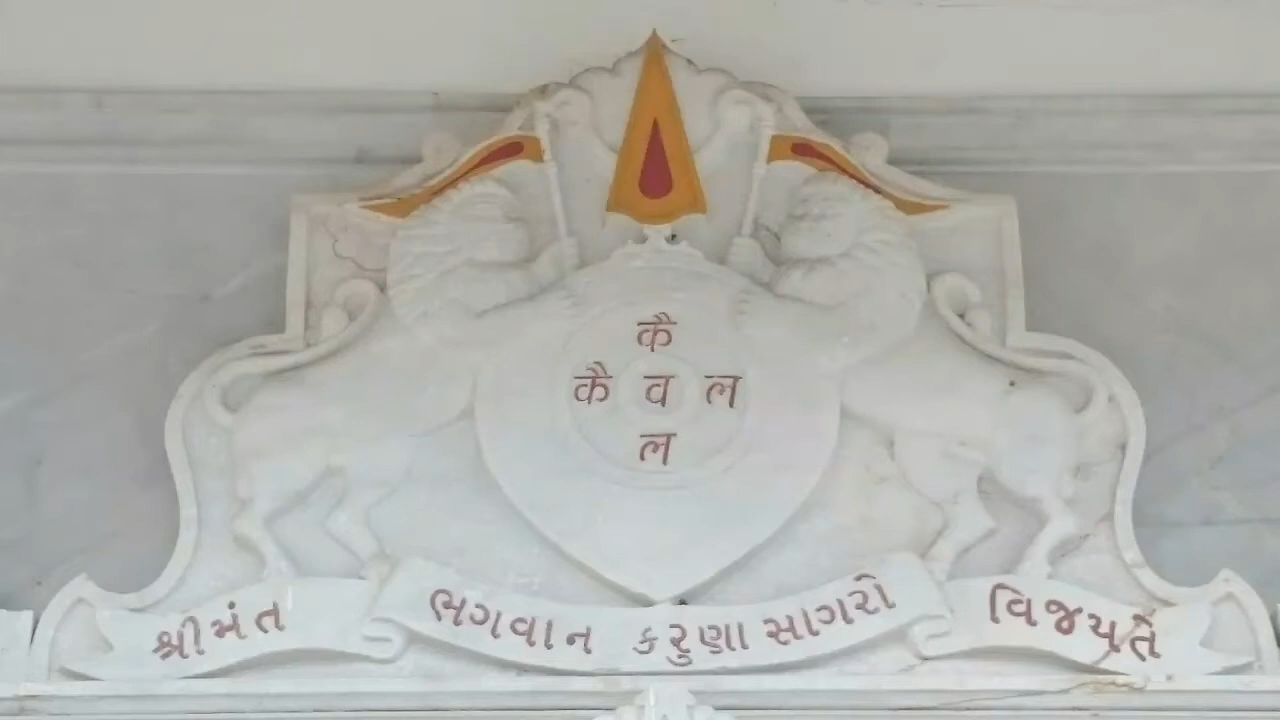 कै
कै व ल
ल
શ્રીમંત ભગવાન કરુણા સાગરો વિજયતે